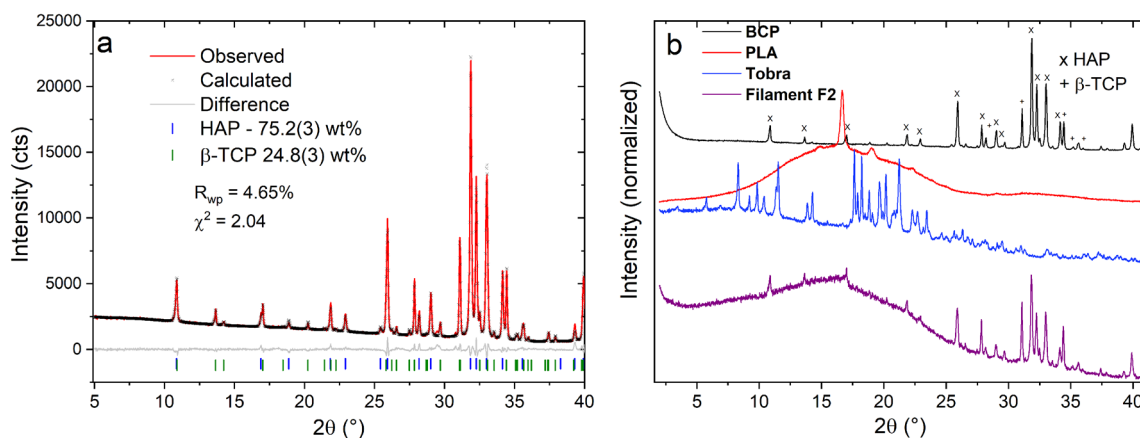 a
Observed
Calculated
Difference
HAP - 75.2(3) wt%
β-TCP 24.8(3) wt%
Rwp = 4.65%
χ² = 2.04
Intensity (cts)
25000
20000
15000
10000
5000
0
5 10 15 20 25 30 35 40
2θ (°)
b
BCP
PLA
Tobra
Filament F2
x HAP
+ β-TCP
x x x x x x x + x x + x x x x + + +
Intensity (normalized)
5 10 15 20 25 30 35 40
2θ (°)